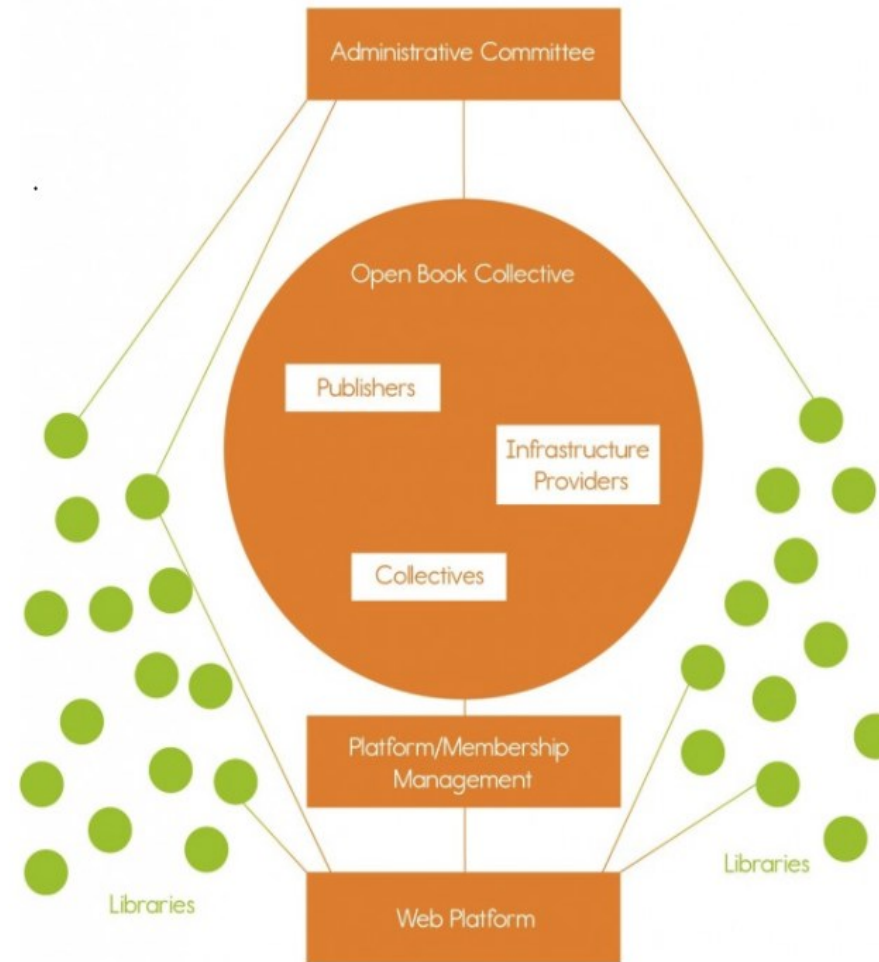 Administrative Committee
Open Book Collective
Publishers
Infrastructure
Providers
Collectives
Platform/Membership
Management
Libraries
Libraries
Web Platform